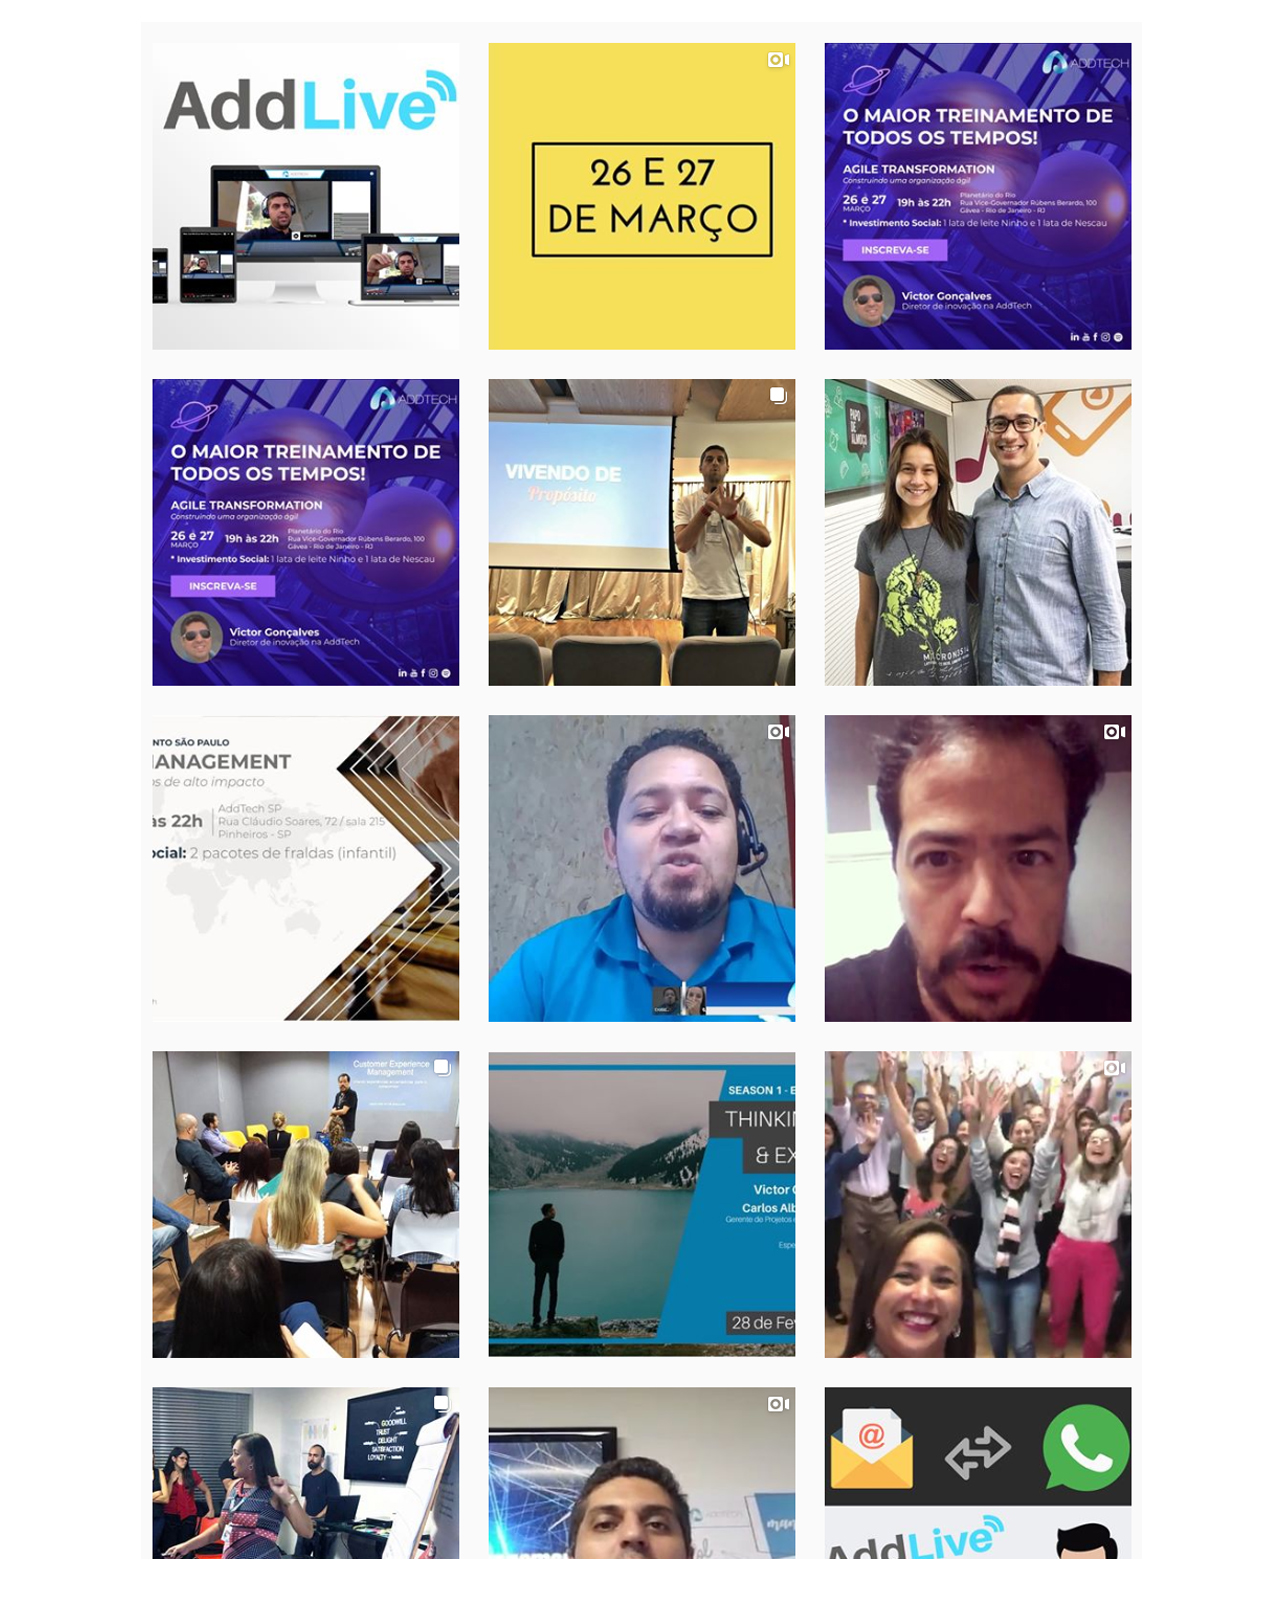 AddLive
26 E 27
DE MARÇO
ADDTECH
O MAIOR TREINAMENTO DE
TODOS OS TEMPOS!
AGILE TRANSFORMATION
Construindo uma organização ágil
26 e 27
MARÇO
19h às 22h
Planetário do Rio
Rua Vice-Governador Rúbens Berardo, 100
Gávea - Rio de Janeiro - RJ
* Investimento Social: 1 lata de leite Ninho e 1 lata de Nescau
INSCREVA-SE
Victor Gonçalves
Diretor de inovação na AddTech
ADDTECH
O MAIOR TREINAMENTO DE
TODOS OS TEMPOS!
AGILE TRANSFORMATION
Construindo uma organização ágil
26 e 27
MARÇO
19h às 22h
Planetário do Rio
Rua Vice-Governador Rúbens Berardo, 100
Gávea - Rio de Janeiro - RJ
* Investimento Social: 1 lata de leite Ninho e 1 lata de Nescau
INSCREVA-SE
Victor Gonçalves
Diretor de inovação na AddTech
VIVENDO DE
Propósito
PAPO
DE
ALMOÇO
NTO SÃO PAULO
ANAGEMENT
os de alto impacto
às 22h
AddTech SP
Rua Cláudio Soares, 72 / sala 215
Pinheiros - SP
ocial: 2 pacotes de fraldas (infantil)
Customer Experience
Management
SEASON 1 - E
THINKI
& EX
Victor
Carlos Alb
Gerente de Projetos
Espe
28 de Fev
GOODWILL
TRUST
DELIGHT
SATISFACTION
LOYALTY
ADDTECH
@
AddLive